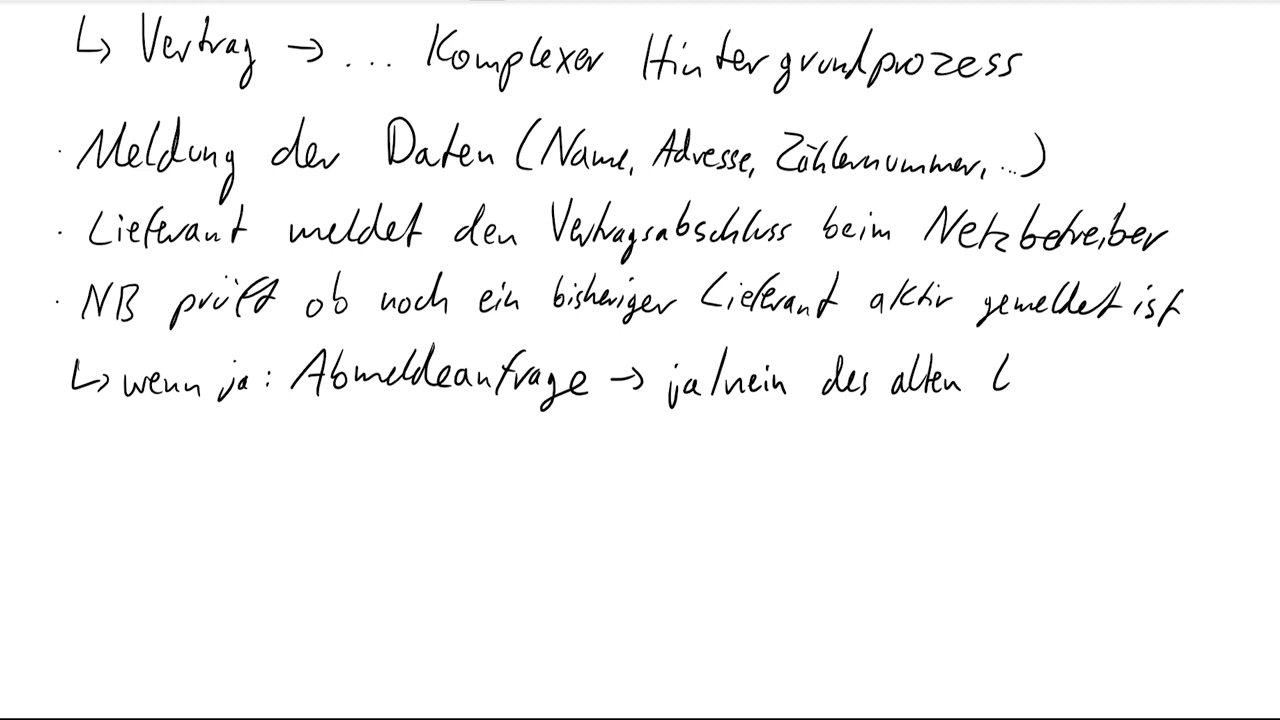 ↳ Vertrag → ... Komplexer Hintergrundprozess
· Meldung der Daten (Name, Adresse, Zählernummer, ...)
· Lieferant meldet den Vertragsabschluss beim Netzbetreiber
· NB prüft ob noch ein bisheriger Lieferant aktiv gemeldet ist
↳ wenn ja: Abmeldeanfrage → ja/nein des alten L